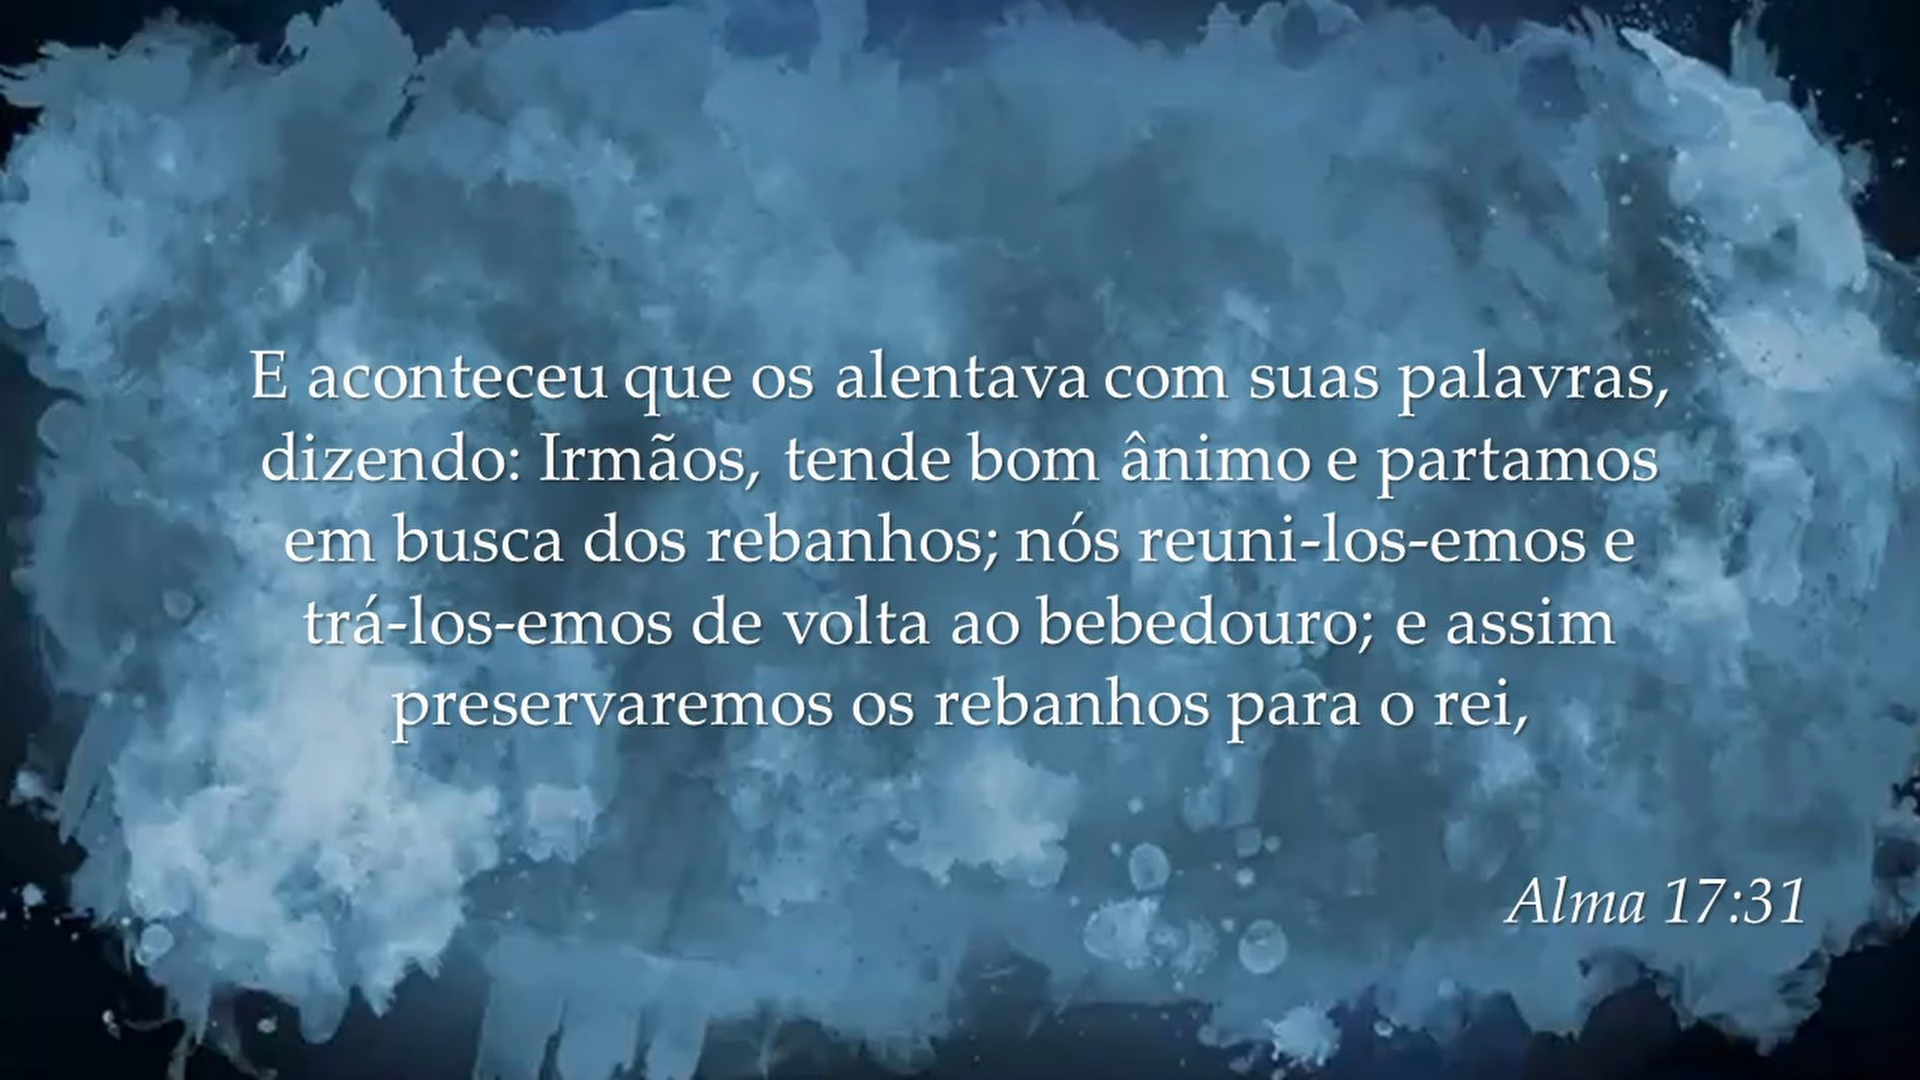 E aconteceu que os alentava com suas palavras,
dizendo: Irmãos, tende bom ânimo e partamos
em busca dos rebanhos; nós reuni-los-emos e
trá-los-emos de volta ao bebedouro; e assim
preservaremos os rebanhos para o rei,
Alma 17:31